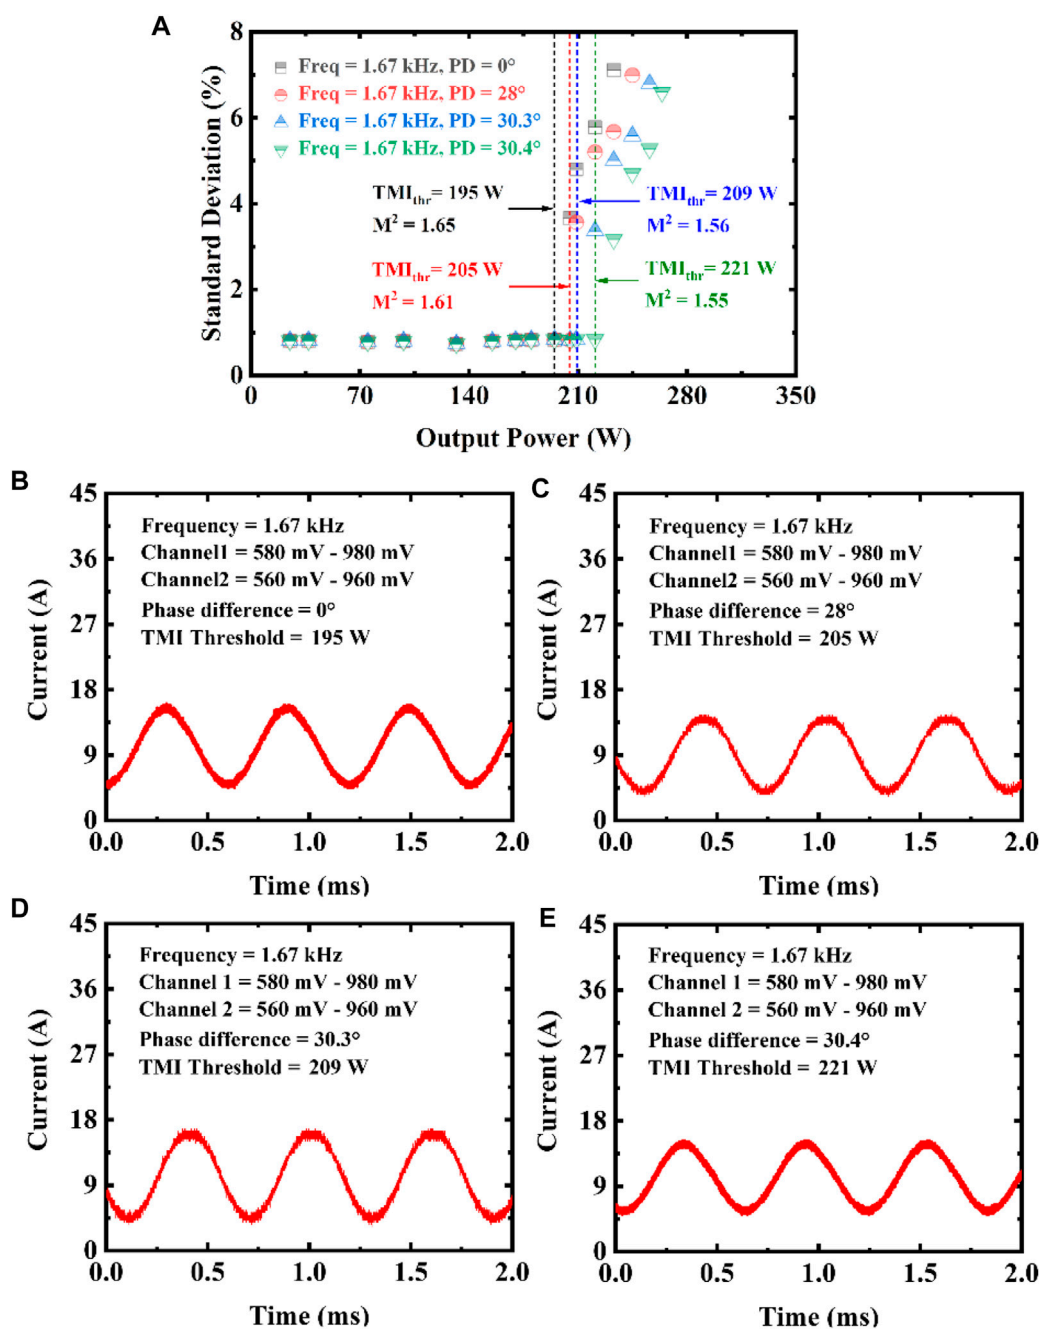 A
8
6
4
2
0
Standard Deviation (%)
Freq = 1.67 kHz, PD = 0°
Freq = 1.67 kHz, PD = 28°
Freq = 1.67 kHz, PD = 30.3°
Freq = 1.67 kHz, PD = 30.4°
TMIthr= 195 W
M² = 1.65
TMIthr= 209 W
M² = 1.56
TMIthr= 205 W
M² = 1.61
TMIthr= 221 W
M² = 1.55
0 70 140 210 280 350
Output Power (W)
B
45
36
27
18
9
0
Current (A)
Frequency = 1.67 kHz
Channel1 = 580 mV - 980 mV
Channel2 = 560 mV - 960 mV
Phase difference = 0°
TMI Threshold = 195 W
0.0 0.5 1.0 1.5 2.0
Time (ms)
C
45
36
27
18
9
0
Current (A)
Frequency = 1.67 kHz
Channel1 = 580 mV - 980 mV
Channel2 = 560 mV - 960 mV
Phase difference = 28°
TMI Threshold = 205 W
0.0 0.5 1.0 1.5 2.0
Time (ms)
D
45
36
27
18
9
0
Current (A)
Frequency = 1.67 kHz
Channel 1 = 580 mV - 980 mV
Channel 2 = 560 mV - 960 mV
Phase difference = 30.3°
TMI Threshold = 209 W
0.0 0.5 1.0 1.5 2.0
Time (ms)
E
45
36
27
18
9
0
Current (A)
Frequency = 1.67 kHz
Channel 1 = 580 mV - 980 mV
Channel 2 = 560 mV - 960 mV
Phase difference = 30.4°
TMI Threshold = 221 W
0.0 0.5 1.0 1.5 2.0
Time (ms)